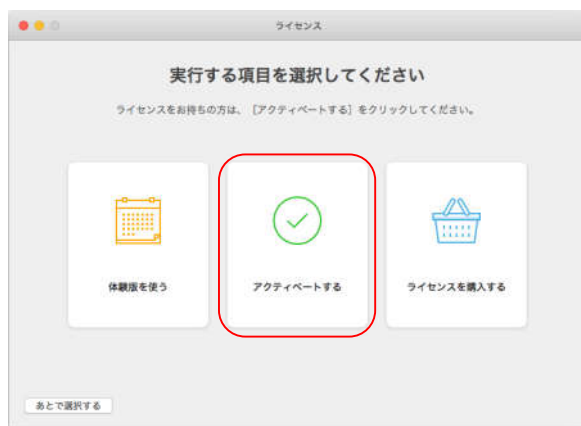 ライセンス
実行する項目を選択してください
ライセンスをお持ちの方は、［アクティベートする］をクリックしてください。
体験版を使う
アクティベートする
ライセンスを購入する
あとで選択する